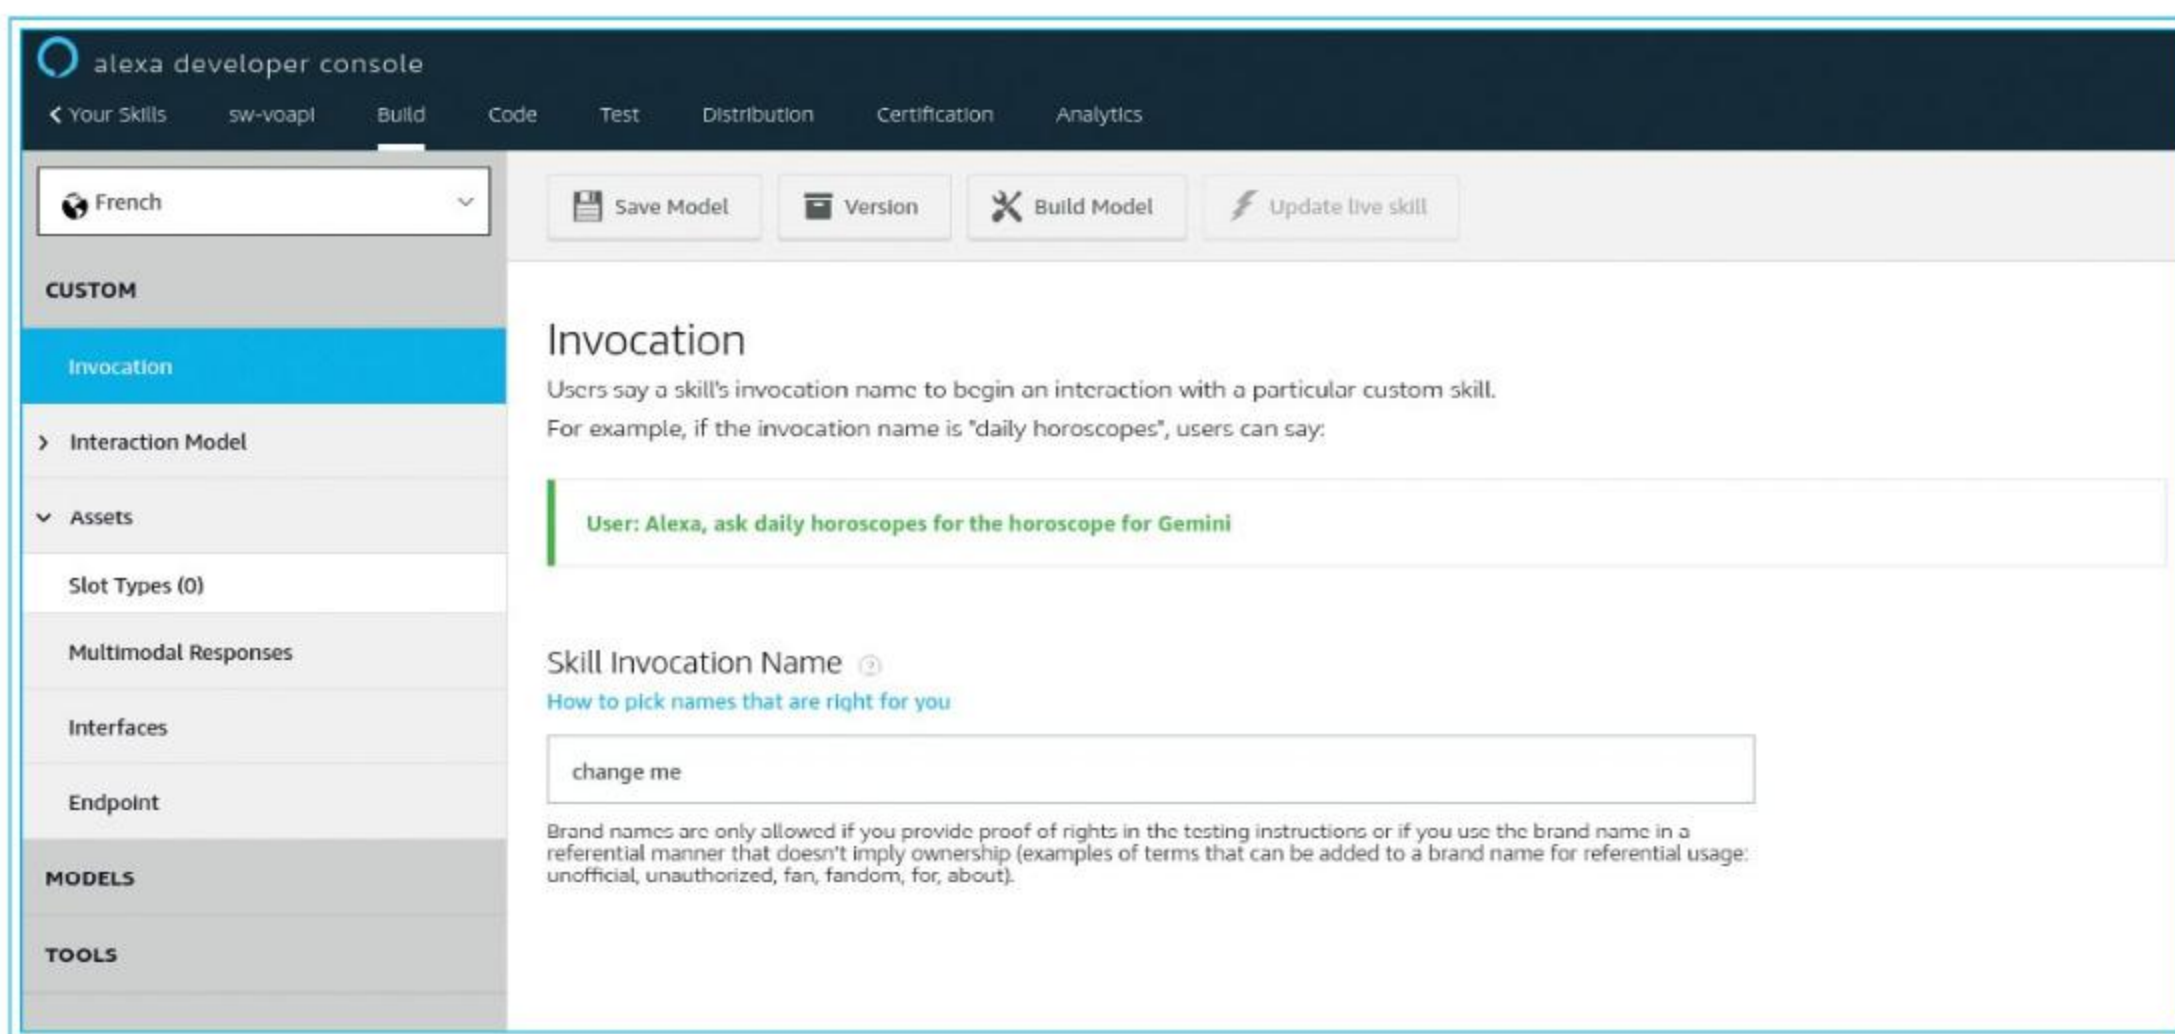 alexa developer console
Your Skills sw-voapi Build Code Test Distribution Certification Analytics
French
Save Model Version Build Model Update live skill
CUSTOM
Invocation
Interaction Model
Assets
Slot Types (0)
Multimodal Responses
Interfaces
Endpoint
MODELS
TOOLS
Invocation
Users say a skill's invocation name to begin an interaction with a particular custom skill.
For example, if the invocation name is "daily horoscopes", users can say:
User: Alexa, ask daily horoscopes for the horoscope for Gemini
Skill Invocation Name ?
How to pick names that are right for you
change me
Brand names are only allowed if you provide proof of rights in the testing instructions or if you use the brand name in a
referential manner that doesn't imply ownership (examples of terms that can be added to a brand name for referential usage:
unofficial, unauthorized, fan, fandom, for, about).